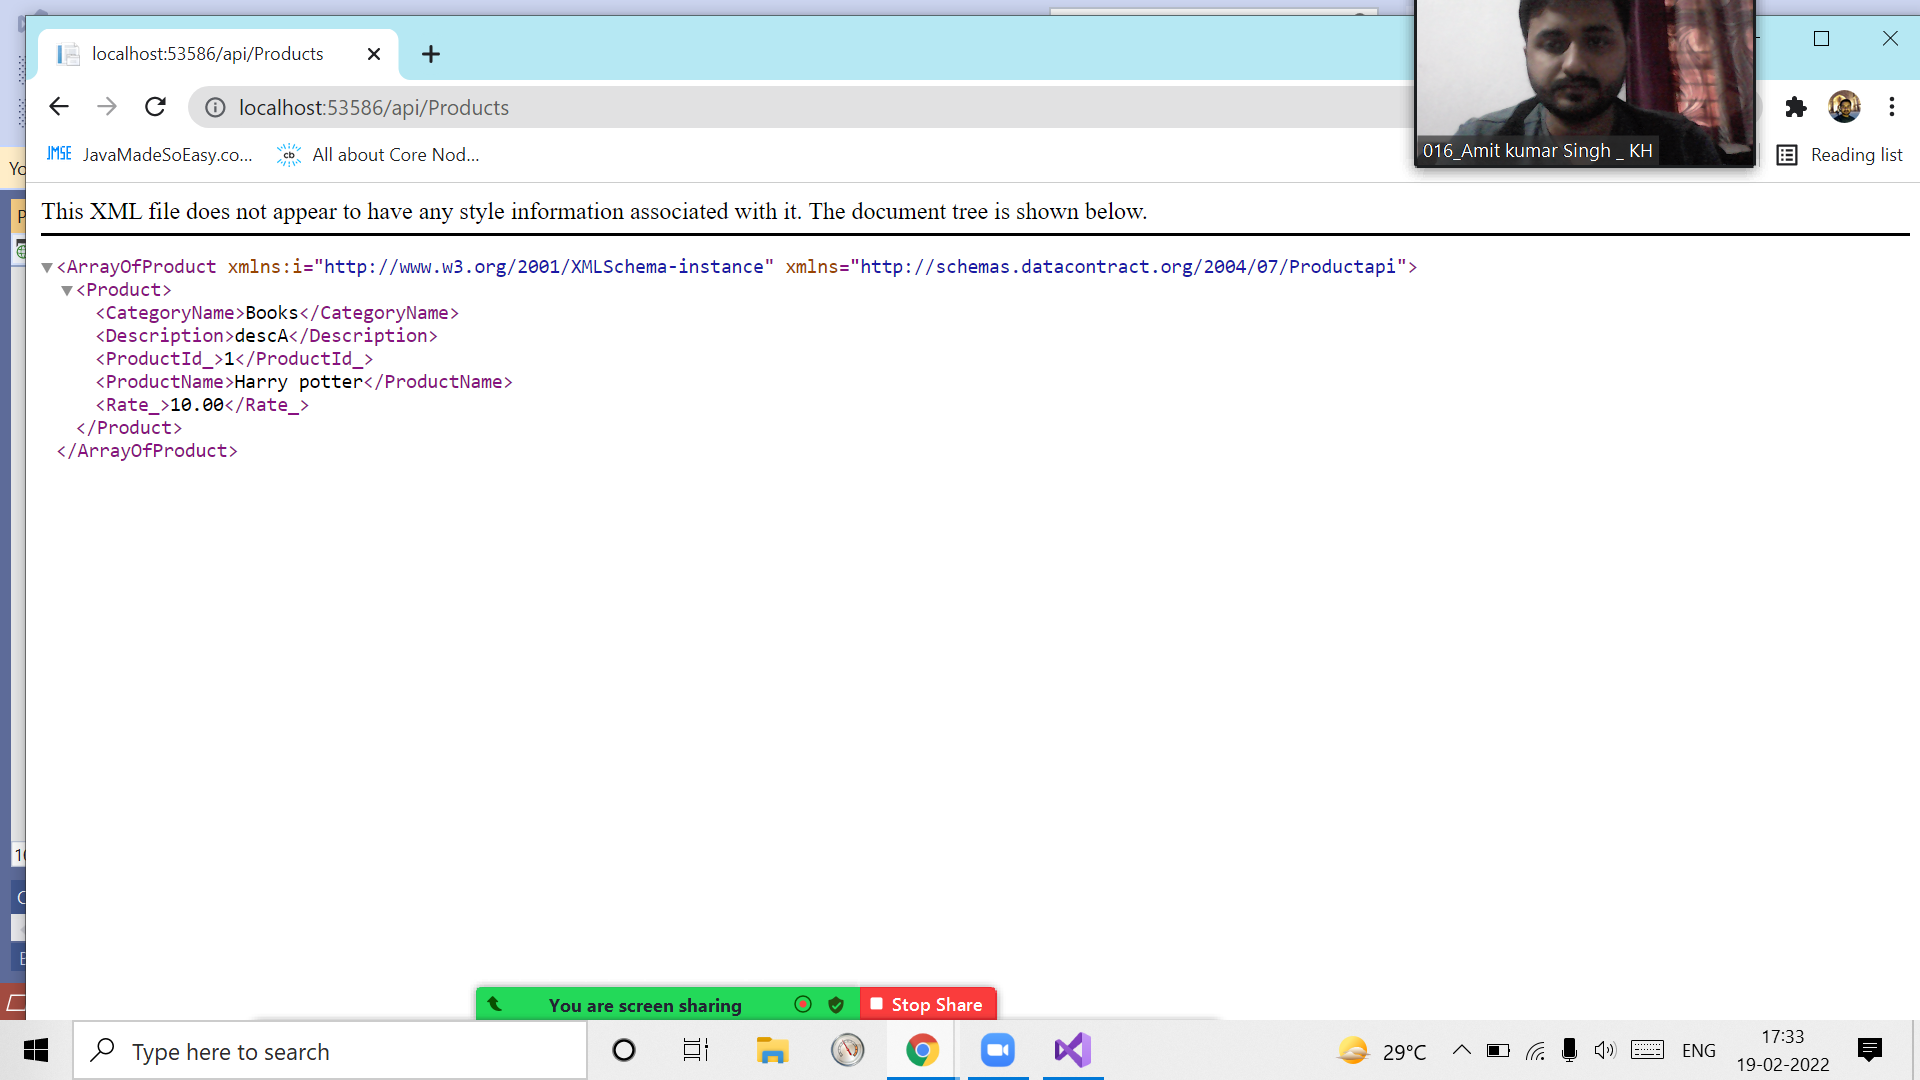 localhost:53586/api/Products
localhost:53586/api/Products
JMSE JavaMadeSoEasy.co... cb All about Core Nod...
016_Amit kumar Singh _ KH
Reading list
This XML file does not appear to have any style information associated with it. The document tree is shown below.
<ArrayOfProduct xmlns:i="http://www.w3.org/2001/XMLSchema-instance" xmlns="http://schemas.datacontract.org/2004/07/Productapi">
<Product>
<CategoryName>Books</CategoryName>
<Description>descA</Description>
<ProductId_>1</ProductId_>
<ProductName>Harry potter</ProductName>
<Rate_>10.00</Rate_>
</Product>
</ArrayOfProduct>
You are screen sharing Stop Share
Type here to search
29°C
ENG
17:33
19-02-2022